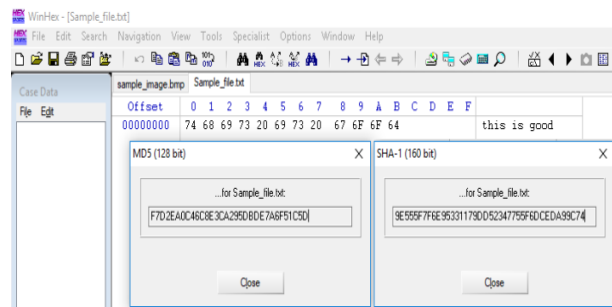 WinHex - [Sample_file.txt]
File Edit Search Navigation View Tools Specialist Options Window Help
Case Data
File Edit
sample_image.bmp Sample_file.txt
Offset 0 1 2 3 4 5 6 7 8 9 A B C D E F
00000000 74 68 69 73 20 69 73 20 67 6F 6F 64 this is good
MD5 (128 bit) X
...for Sample_file.txt:
F7D2EA0C46C8E3CA295DBDE7A6F51C5D
Close
SHA-1 (160 bit) X
...for Sample_file.txt:
9E555F7F6E95331179DD52347755F6DCEDA99C74
Close